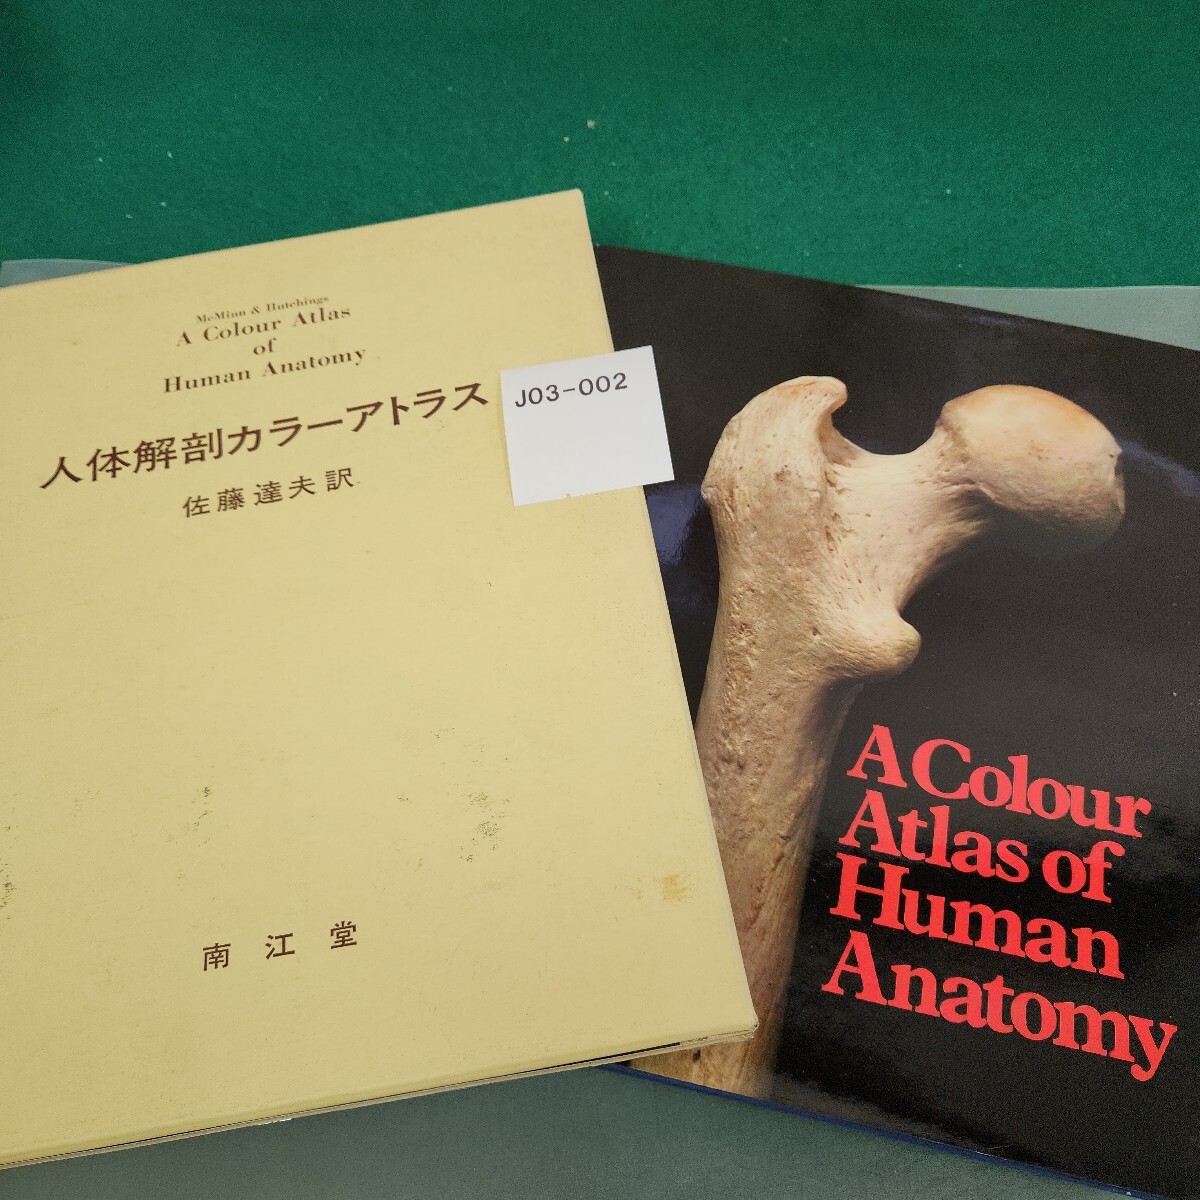 McMinn & Hutchings
A Colour Atlas
of
Human Anatomy
人体解剖カラーアトラス
佐藤達夫訳
南江堂
J03-002
A Colour
Atlas of
Human
Anatomy